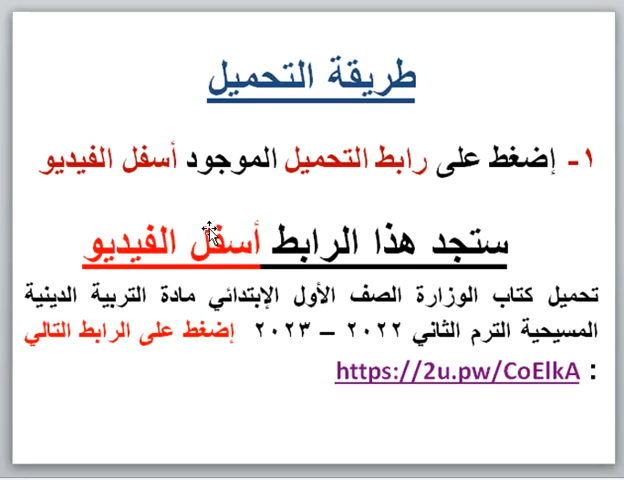 طريقة التحميل
١- إضغط على رابط التحميل الموجود أسفل الفيديو
ستجد هذا الرابط أسفل الفيديو
تحميل كتاب الوزارة الصف الأول الإبتدائي مادة التربية الدينية
المسيحية الترم الثاني ٢٠٢٢ – ٢٠٢٣ إضغط على الرابط التالي
: https://2u.pw/CoElkA